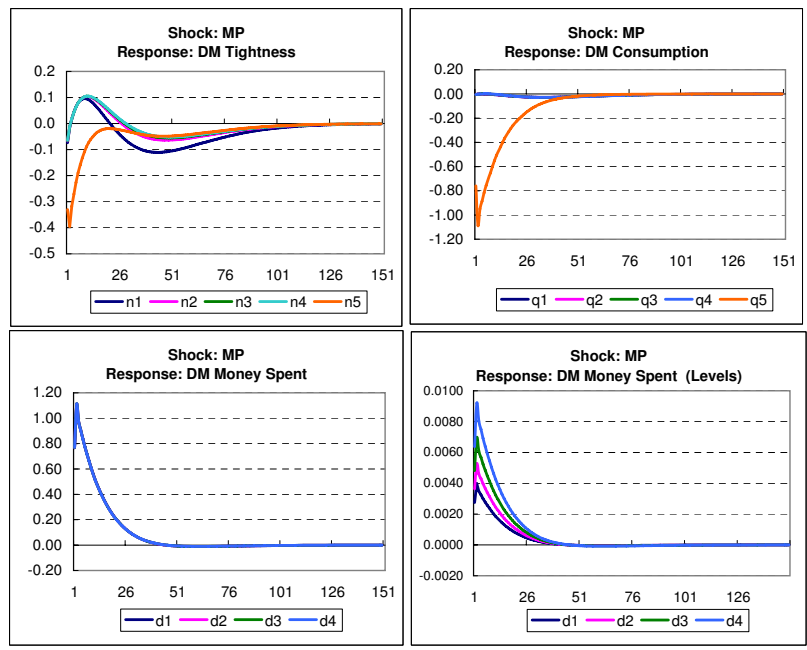 Shock: MP
Response: DM Tightness
0.2
0.1
0.0
-0.1
-0.2
-0.3
-0.4
-0.5
1 26 51 76 101 126 151
n1 n2 n3 n4 n5
Shock: MP
Response: DM Consumption
0.20
0.00
-0.20
-0.40
-0.60
-0.80
-1.00
-1.20
1 26 51 76 101 126 151
q1 q2 q3 q4 q5
Shock: MP
Response: DM Money Spent
1.20
1.00
0.80
0.60
0.40
0.20
0.00
-0.20
1 26 51 76 101 126 151
d1 d2 d3 d4
Shock: MP
Response: DM Money Spent (Levels)
0.0100
0.0080
0.0060
0.0040
0.0020
0.0000
-0.0020
1 26 51 76 101 126
d1 d2 d3 d4